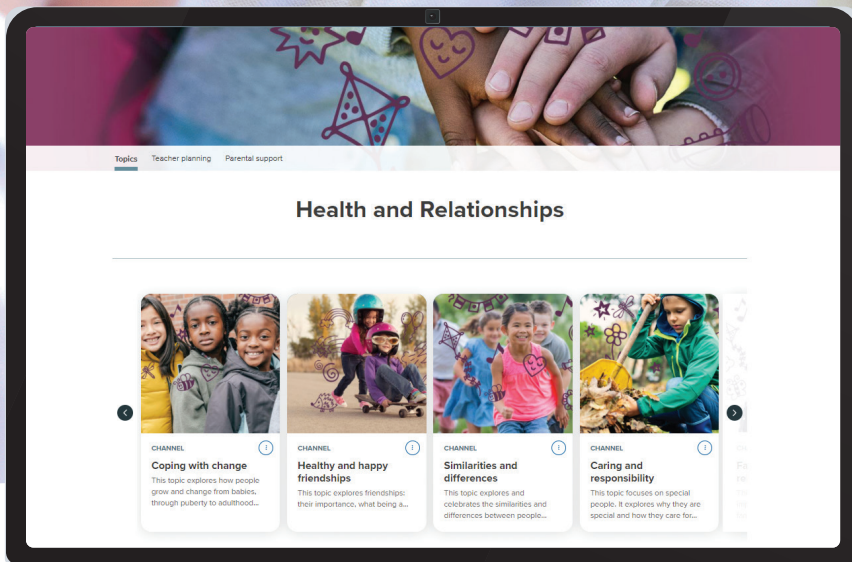 Topics Teacher planning Parental support
Health and Relationships
CHANNEL
Coping with change
This topic explores how people
grow and change from babies,
through puberty to adulthood...
CHANNEL
Healthy and happy
friendships
This topic explores friendships:
their importance, what being a...
CHANNEL
Similarities and
differences
This topic explores and
celebrates the similarities and
differences between people...
CHANNEL
Caring and
responsibility
This topic focuses on special
people. It explores why they are
special and how they care for...